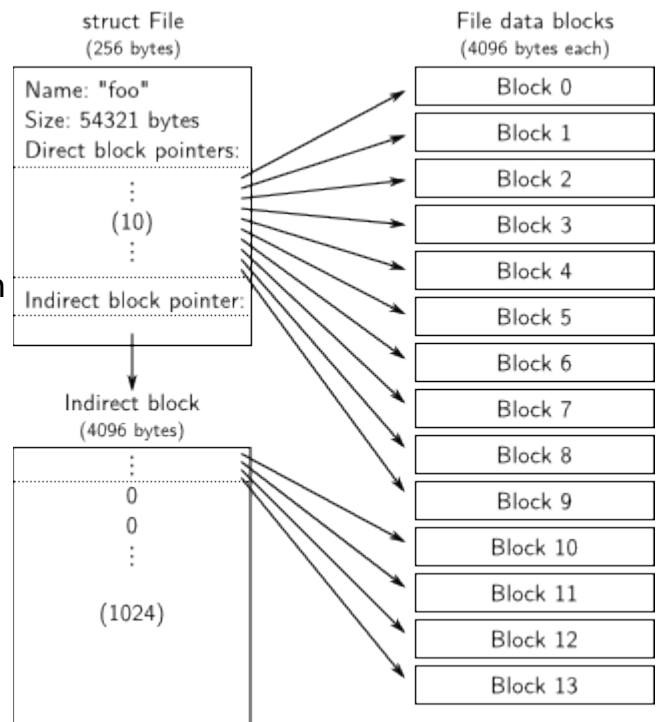 struct File
(256 bytes)
Name: "foo"
Size: 54321 bytes
Direct block pointers:
⋮
(10)
⋮
n
Indirect block pointer:
Indirect block
(4096 bytes)
⋮
0
0
⋮
(1024)
File data blocks
(4096 bytes each)
Block 0
Block 1
Block 2
Block 3
Block 4
Block 5
Block 6
Block 7
Block 8
Block 9
Block 10
Block 11
Block 12
Block 13